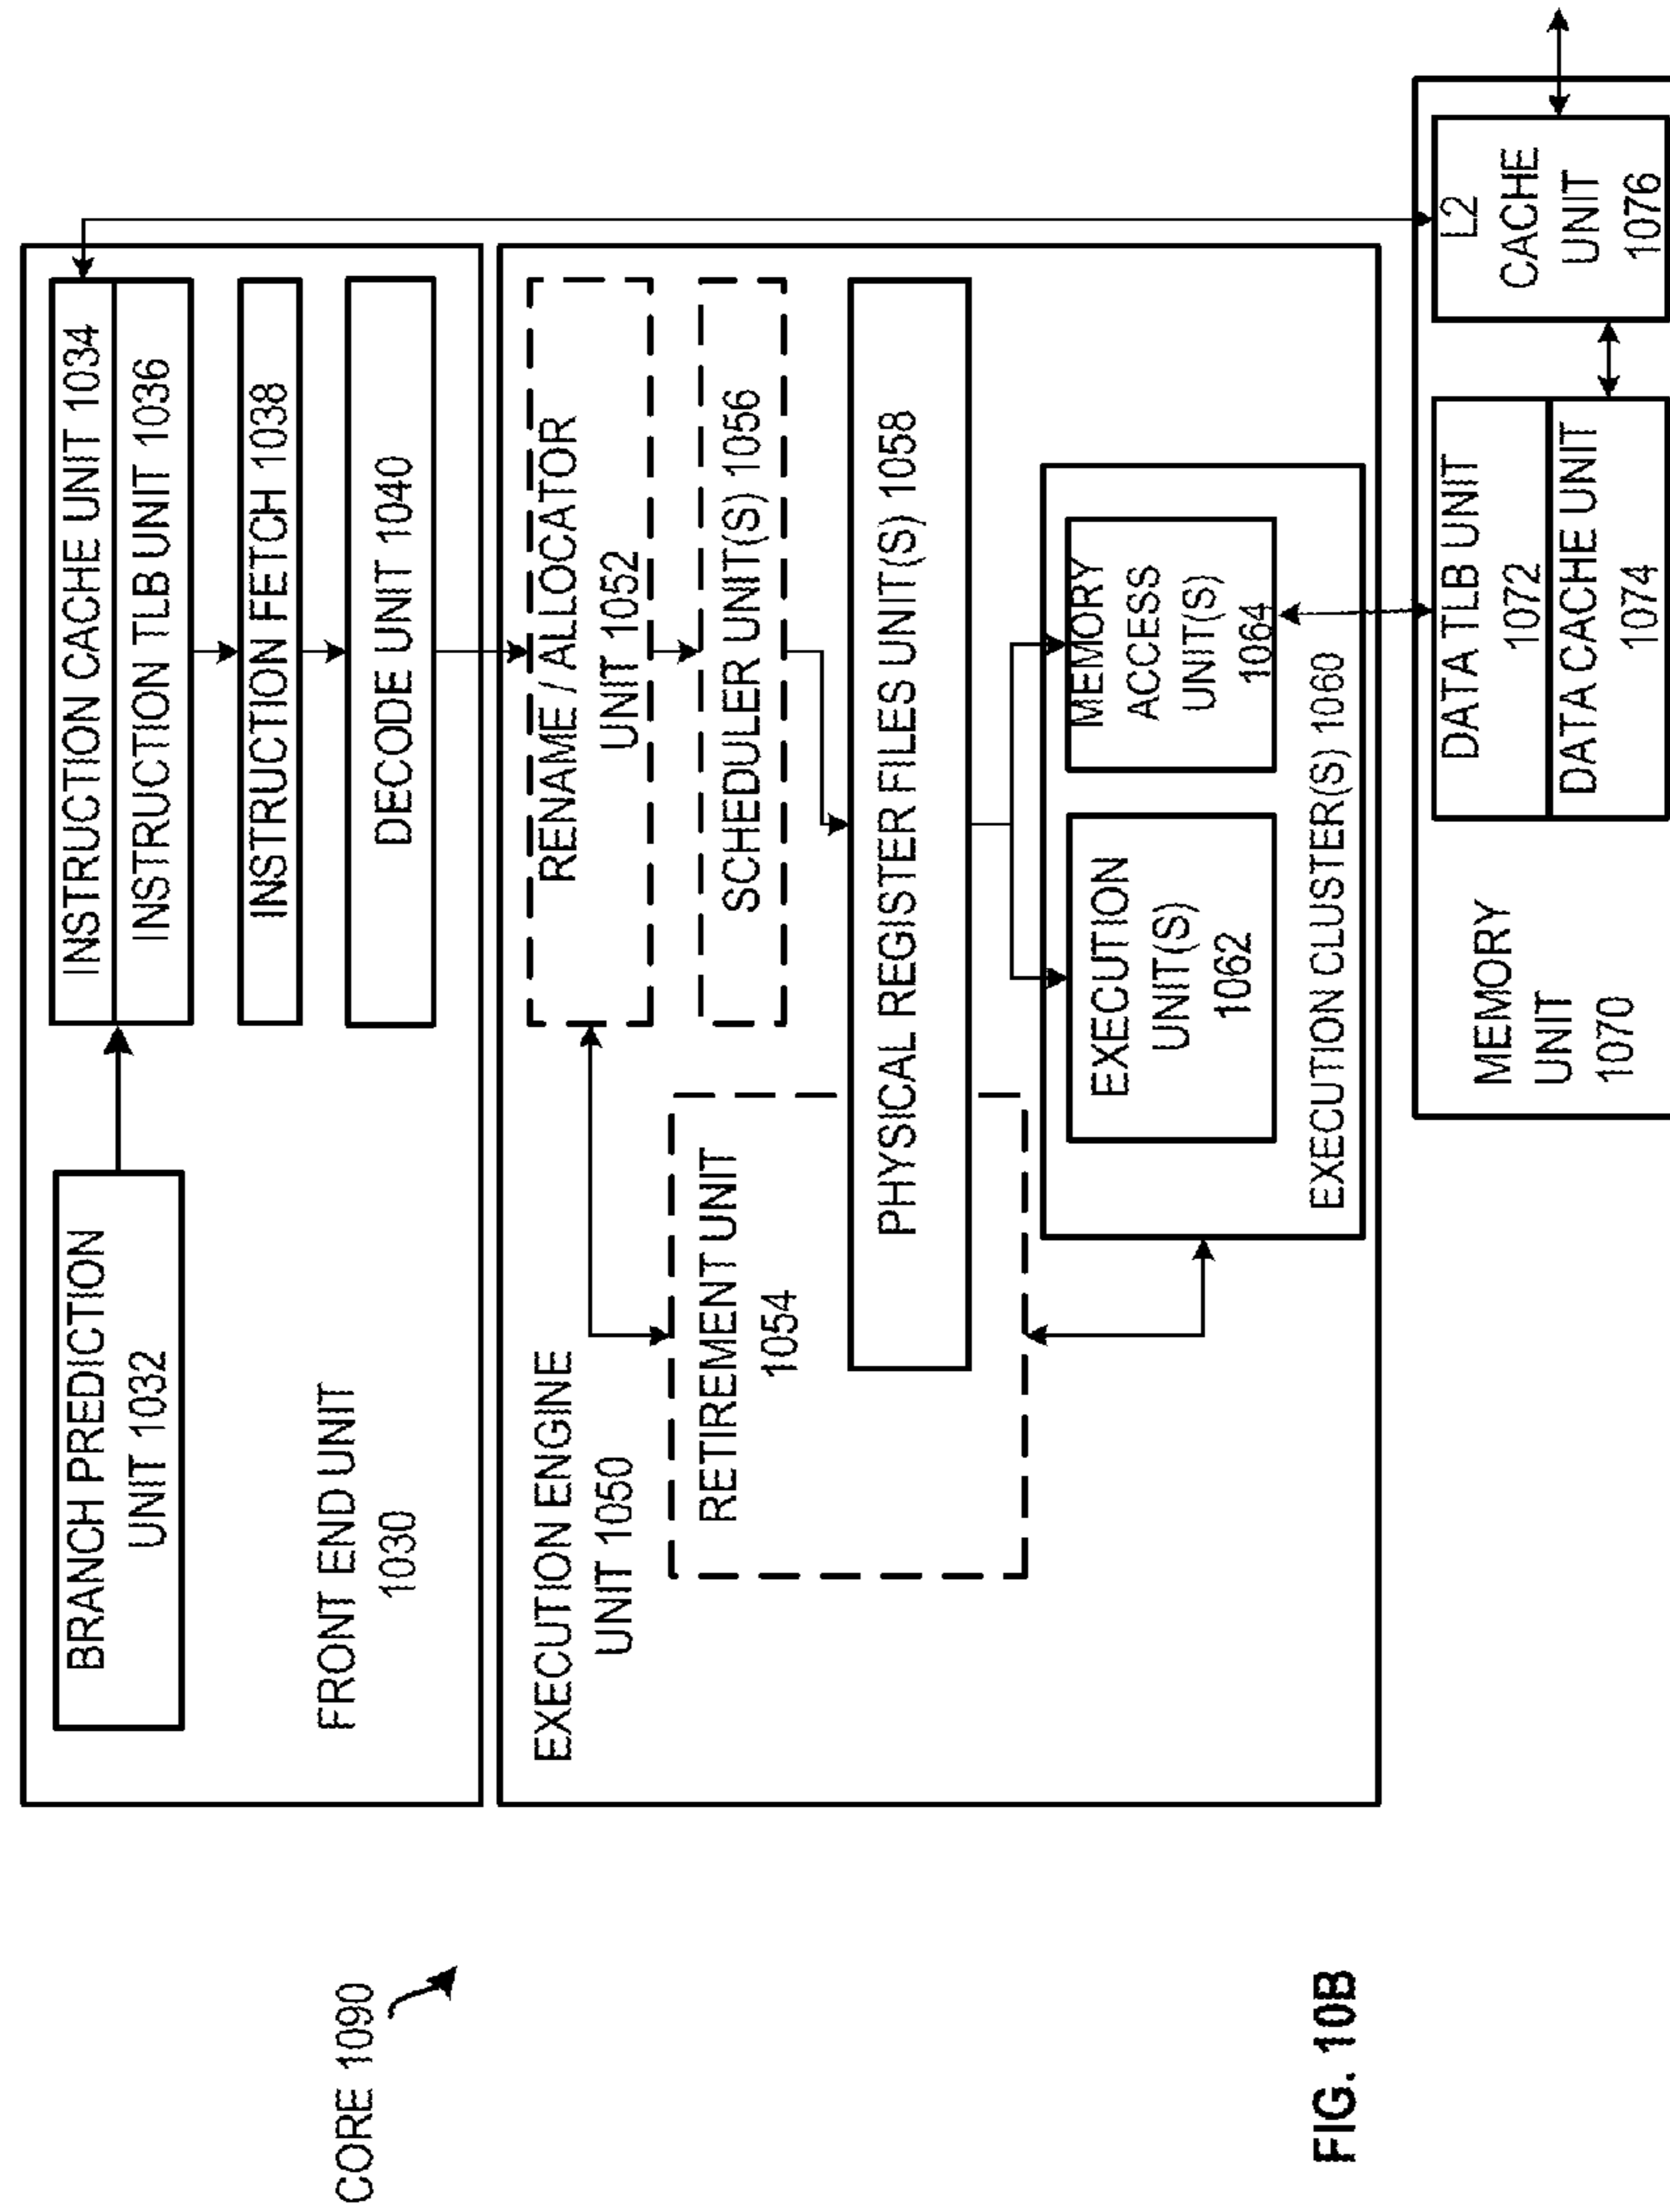 CORE 1090
BRANCH PREDICTION
UNIT 1032
INSTRUCTION CACHE UNIT 1034
INSTRUCTION TLB UNIT 1036
INSTRUCTION FETCH 1038
FRONT END UNIT
1030
DECODE UNIT 1040
EXECUTION ENGINE
UNIT 1050
RENAME / ALLOCATOR
UNIT 1052
RETIREMENT UNIT
1054
SCHEDULER UNIT(S) 1056
PHYSICAL REGISTER FILES UNIT(S) 1058
EXECUTION
UNIT(S)
1062
MEMORY
ACCESS
UNIT(S)
1064
EXECUTION CLUSTER(S) 1060
MEMORY
UNIT
1070
DATA TLB UNIT
1072
DATA CACHE UNIT
1074
L2
CACHE
UNIT
1076
FIG. 10B